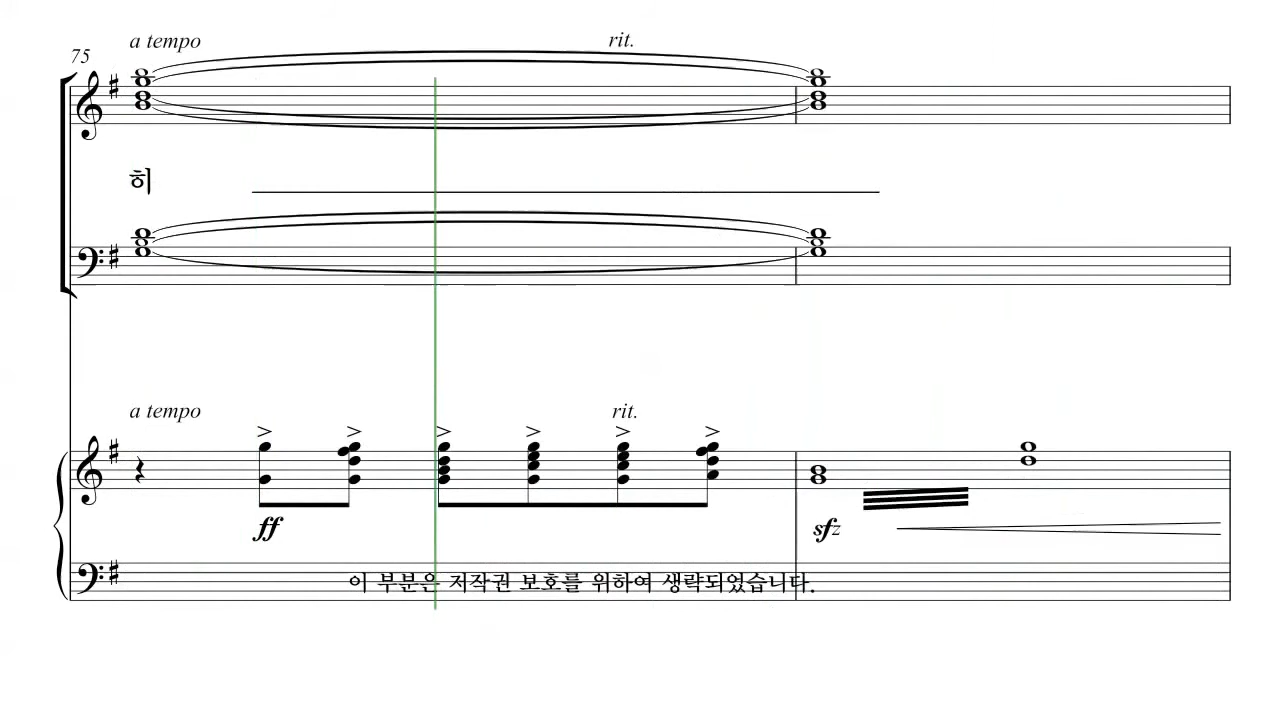 a tempo rit.
75
히
a tempo rit.
ff sfz
이 부분은 저작권 보호를 위하여 생략되었습니다.